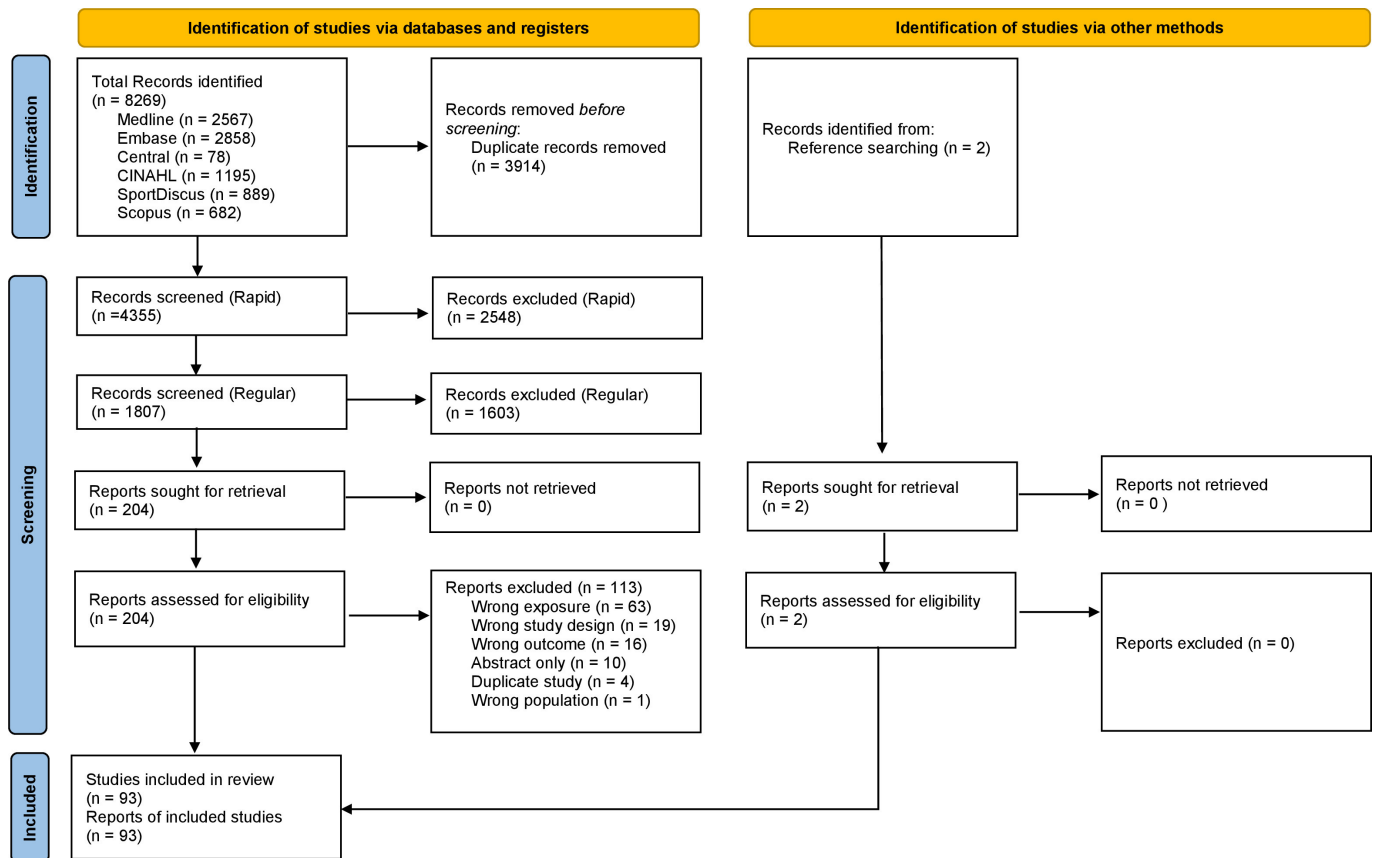 Identification of studies via databases and registers
Identification of studies via other methods
Identification
Total Records identified
(n = 8269)
Medline (n = 2567)
Embase (n = 2858)
Central (n = 78)
CINAHL (n = 1195)
SportDiscus (n = 889)
Scopus (n = 682)
Records removed before
screening:
Duplicate records removed
(n = 3914)
Records identified from:
Reference searching (n = 2)
Screening
Records screened (Rapid)
(n =4355)
Records excluded (Rapid)
(n = 2548)
Records screened (Regular)
(n = 1807)
Records excluded (Regular)
(n = 1603)
Reports sought for retrieval
(n = 204)
Reports not retrieved
(n = 0)
Reports sought for retrieval
(n = 2)
Reports not retrieved
(n = 0 )
Reports assessed for eligibility
(n = 204)
Reports excluded (n = 113)
Wrong exposure (n = 63)
Wrong study design (n = 19)
Wrong outcome (n = 16)
Abstract only (n = 10)
Duplicate study (n = 4)
Wrong population (n = 1)
Reports assessed for eligibility
(n = 2)
Reports excluded (n = 0)
Included
Studies included in review
(n = 93)
Reports of included studies
(n = 93)